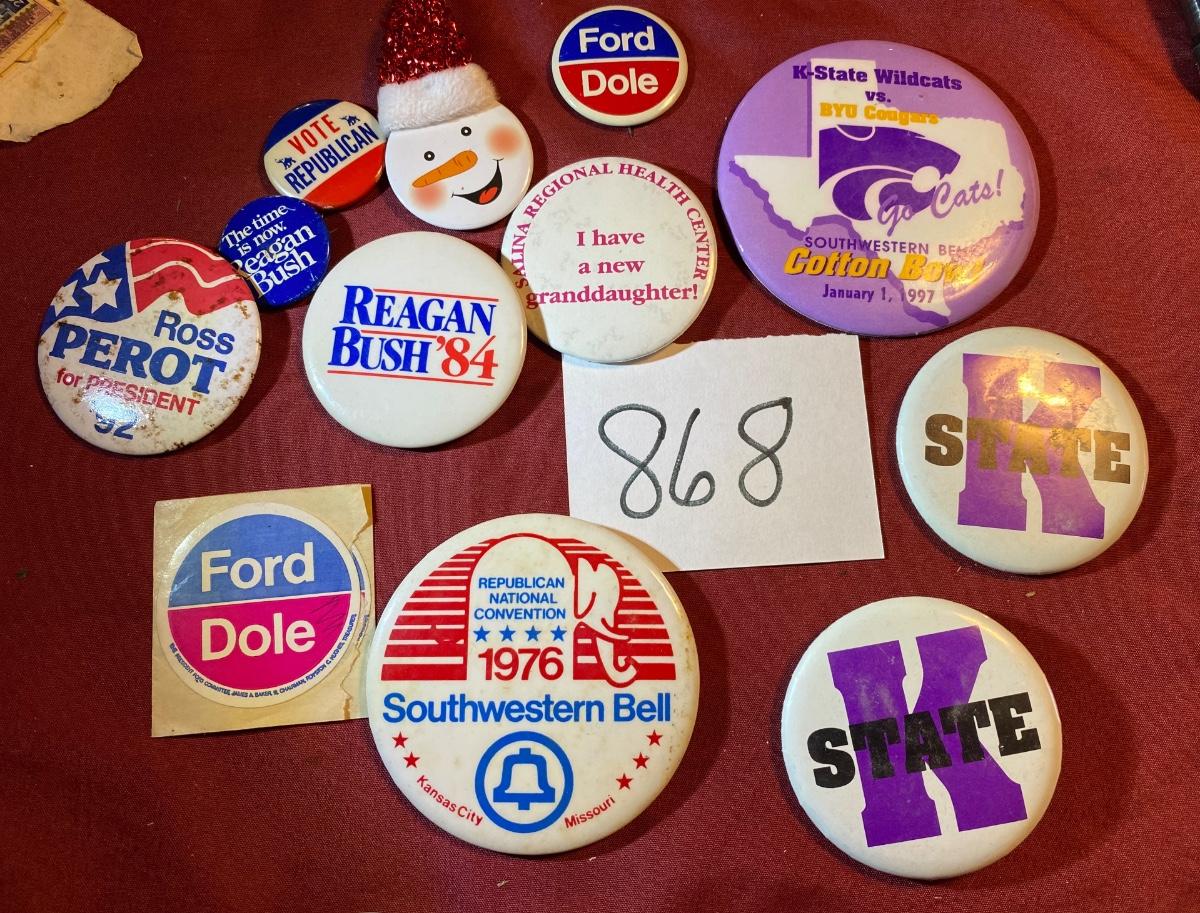 Ford
Dole
K-State Wildcats
vs.
BYU Cougars
Go Cats!
SOUTHWESTERN BELL
Cotton Bowl
January 1, 1997
VOTE
REPUBLICAN
The time
is now.
Reagan
Bush
SALINA REGIONAL HEALTH CENTER
I have
a new
granddaughter!
Ross
PEROT
for PRESIDENT
'92
REAGAN
BUSH '84
868
K
STATE
Ford
Dole
REPUBLICAN
NATIONAL
CONVENTION
1976
Southwestern Bell
Kansas City Missouri
K
STATE